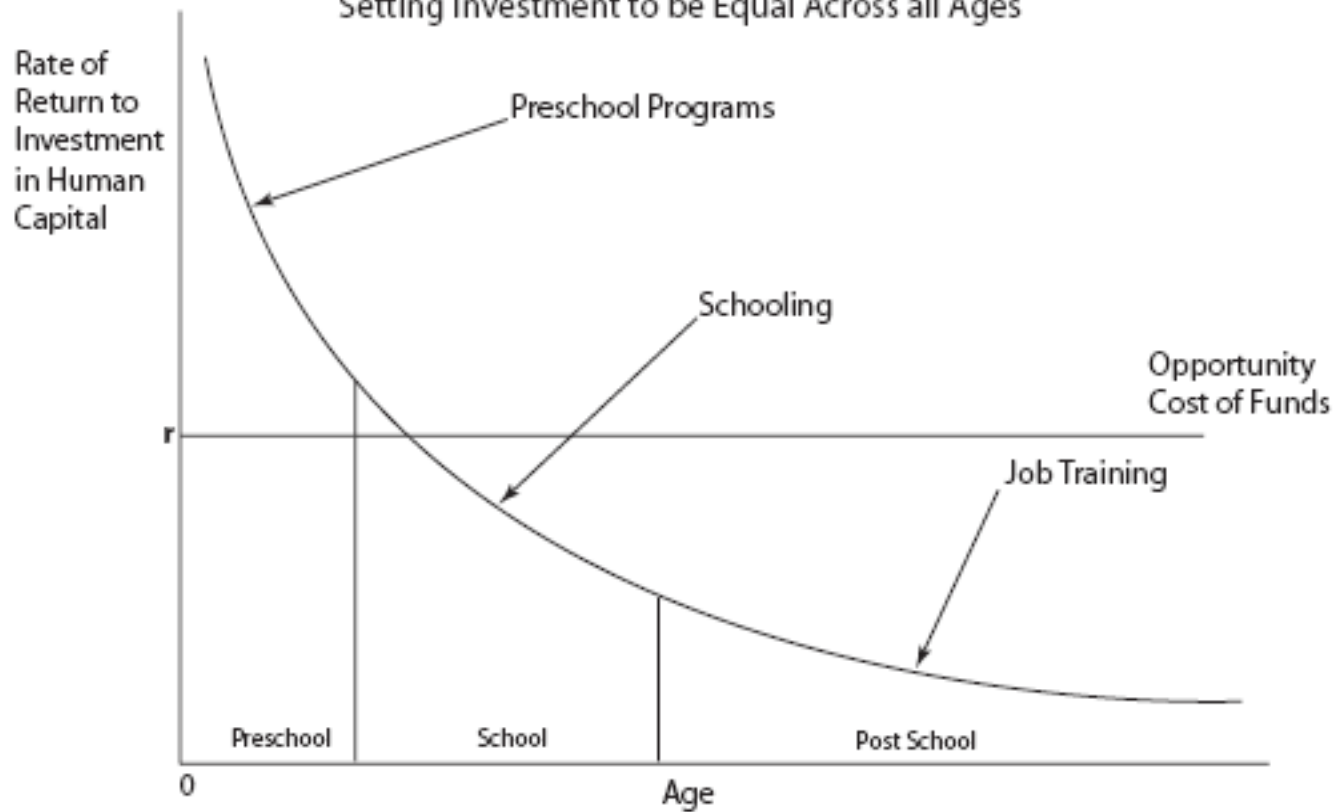 Setting Investment to be Equal Across all Ages
Rate of
Return to
Investment
in Human
Capital
Preschool Programs
Schooling
Opportunity
Cost of Funds
r
Job Training
Preschool
School
Post School
0
Age